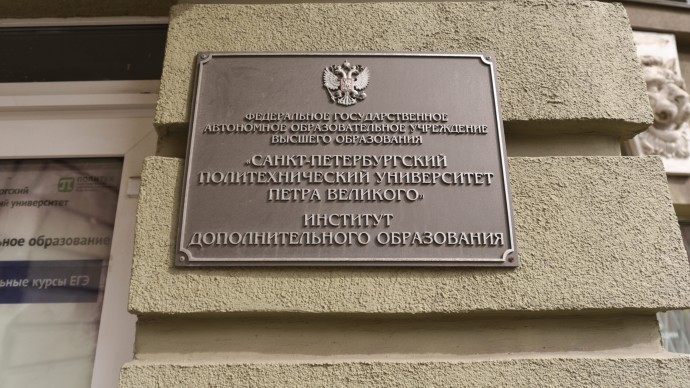 ФЕДЕРАЛЬНОЕ ГОСУДАРСТВЕННОЕ
АВТОНОМНОЕ ОБРАЗОВАТЕЛЬНОЕ УЧРЕЖДЕНИЕ
ВЫСШЕГО ОБРАЗОВАНИЯ
«САНКТ-ПЕТЕРБУРГСКИЙ
ПОЛИТЕХНИЧЕСКИЙ УНИВЕРСИТЕТ
ПЕТРА ВЕЛИКОГО»
ИНСТИТУТ
ДОПОЛНИТЕЛЬНОГО ОБРАЗОВАНИЯ
ПОЛИТЕХ
университет
образование
курсы ЕГЭ